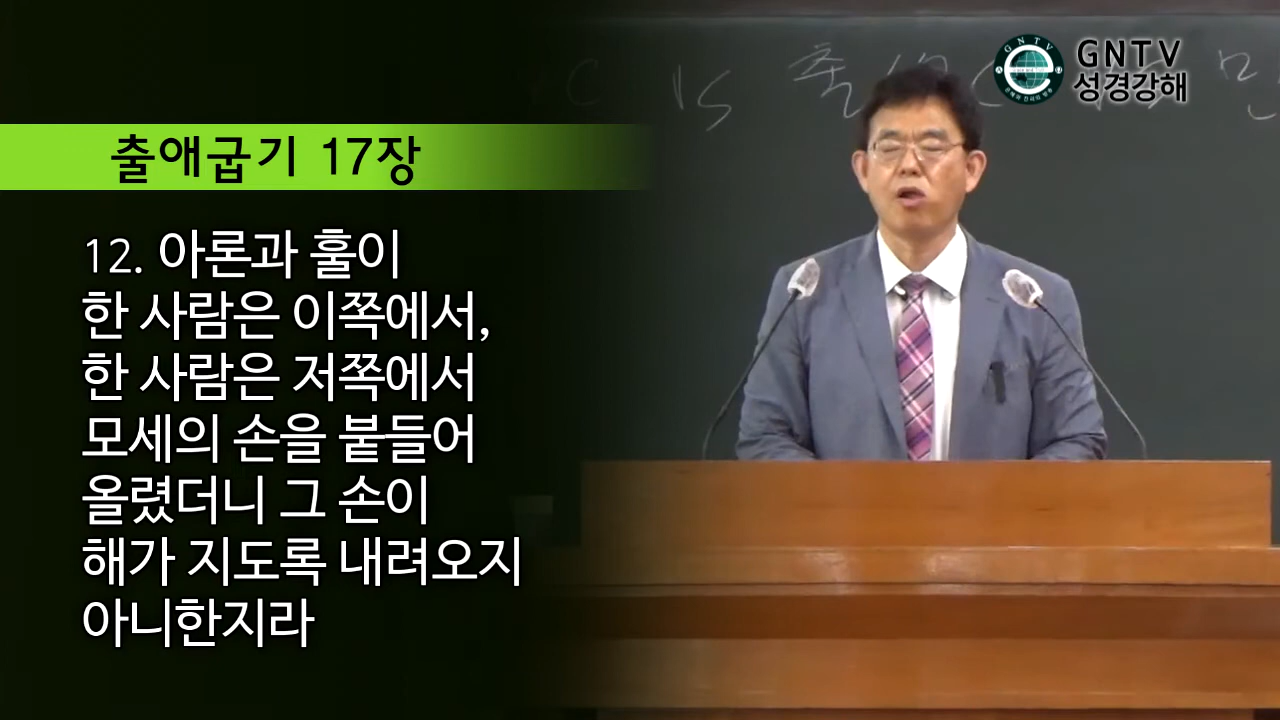 GNTV
성경강해
VS 출
출애굽기 17장
12. 아론과 훌이
한 사람은 이쪽에서,
한 사람은 저쪽에서
모세의 손을 붙들어
올렸더니 그 손이
해가 지도록 내려오지
아니한지라